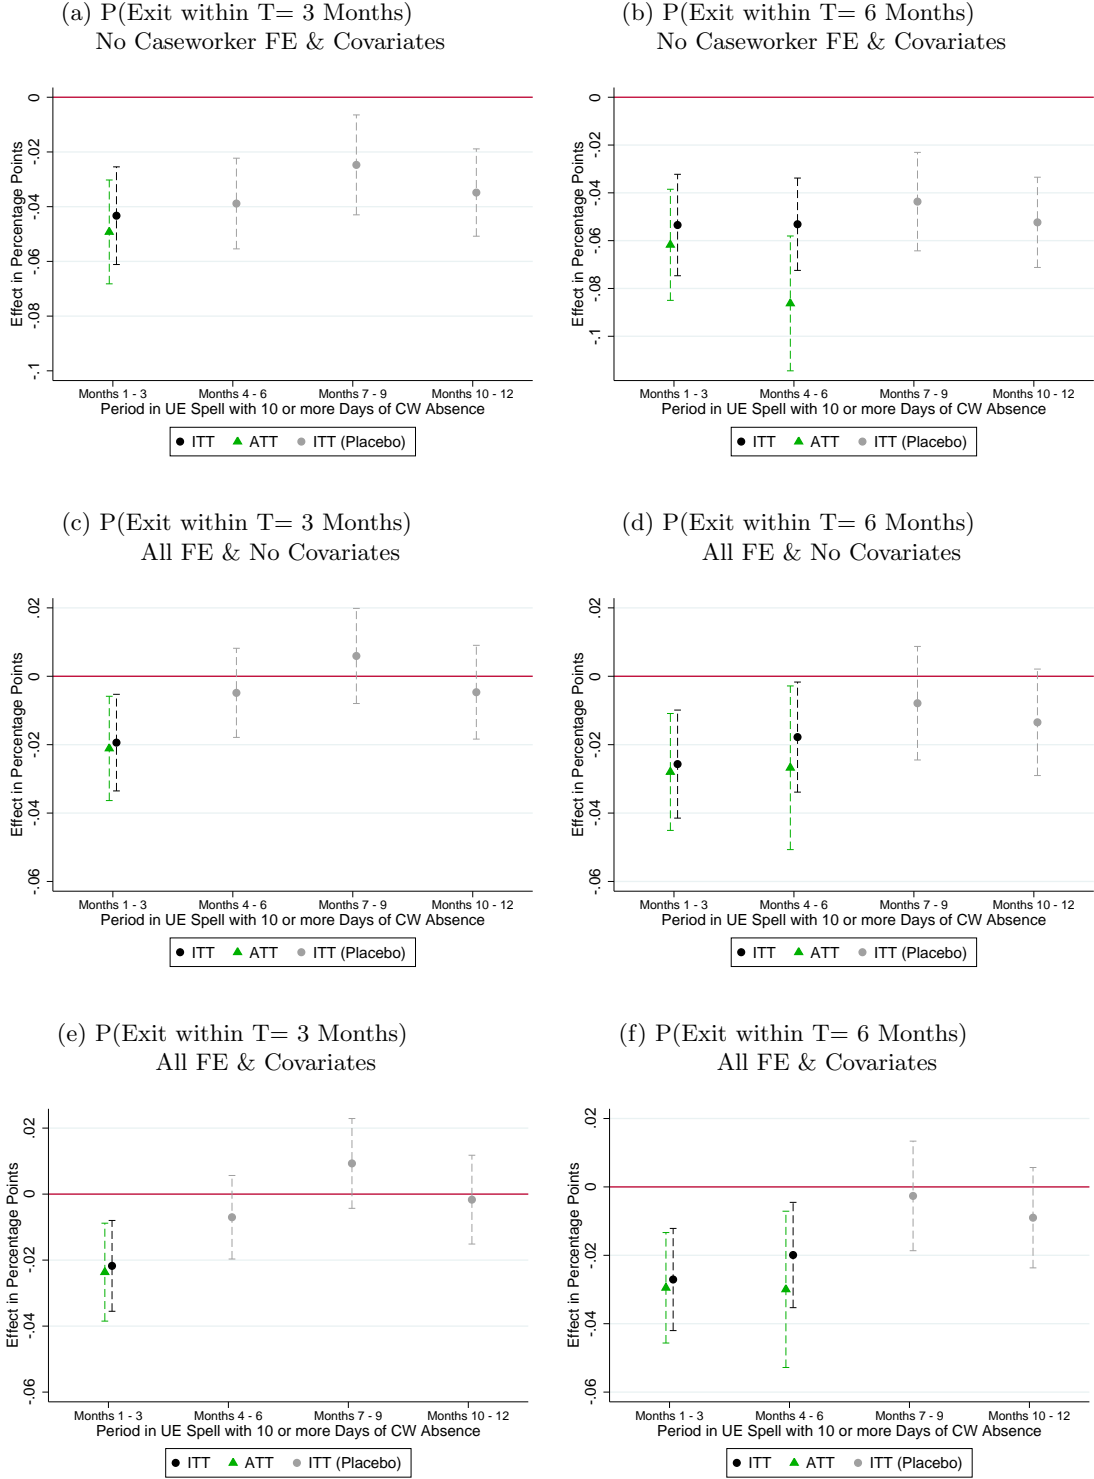 (a) P(Exit within T= 3 Months)
No Caseworker FE & Covariates
Effect in Percentage Points
0
-.02
-.04
-.06
-.08
-.1
Months 1 - 3
Months 4 - 6
Months 7 - 9
Months 10 - 12
Period in UE Spell with 10 or more Days of CW Absence
ITT ATT ITT (Placebo)
(b) P(Exit within T= 6 Months)
No Caseworker FE & Covariates
Effect in Percentage Points
0
-.02
-.04
-.06
-.08
-.1
Months 1 - 3
Months 4 - 6
Months 7 - 9
Months 10 - 12
Period in UE Spell with 10 or more Days of CW Absence
ITT ATT ITT (Placebo)
(c) P(Exit within T= 3 Months)
All FE & No Covariates
Effect in Percentage Points
.02
0
-.02
-.04
-.06
Months 1 - 3
Months 4 - 6
Months 7 - 9
Months 10 - 12
Period in UE Spell with 10 or more Days of CW Absence
ITT ATT ITT (Placebo)
(d) P(Exit within T= 6 Months)
All FE & No Covariates
Effect in Percentage Points
.02
0
-.02
-.04
-.06
Months 1 - 3
Months 4 - 6
Months 7 - 9
Months 10 - 12
Period in UE Spell with 10 or more Days of CW Absence
ITT ATT ITT (Placebo)
(e) P(Exit within T= 3 Months)
All FE & Covariates
Effect in Percentage Points
.02
0
-.02
-.04
-.06
Months 1 - 3
Months 4 - 6
Months 7 - 9
Months 10 - 12
Period in UE Spell with 10 or more Days of CW Absence
ITT ATT ITT (Placebo)
(f) P(Exit within T= 6 Months)
All FE & Covariates
Effect in Percentage Points
.02
0
-.02
-.04
-.06
Months 1 - 3
Months 4 - 6
Months 7 - 9
Months 10 - 12
Period in UE Spell with 10 or more Days of CW Absence
ITT ATT ITT (Placebo)